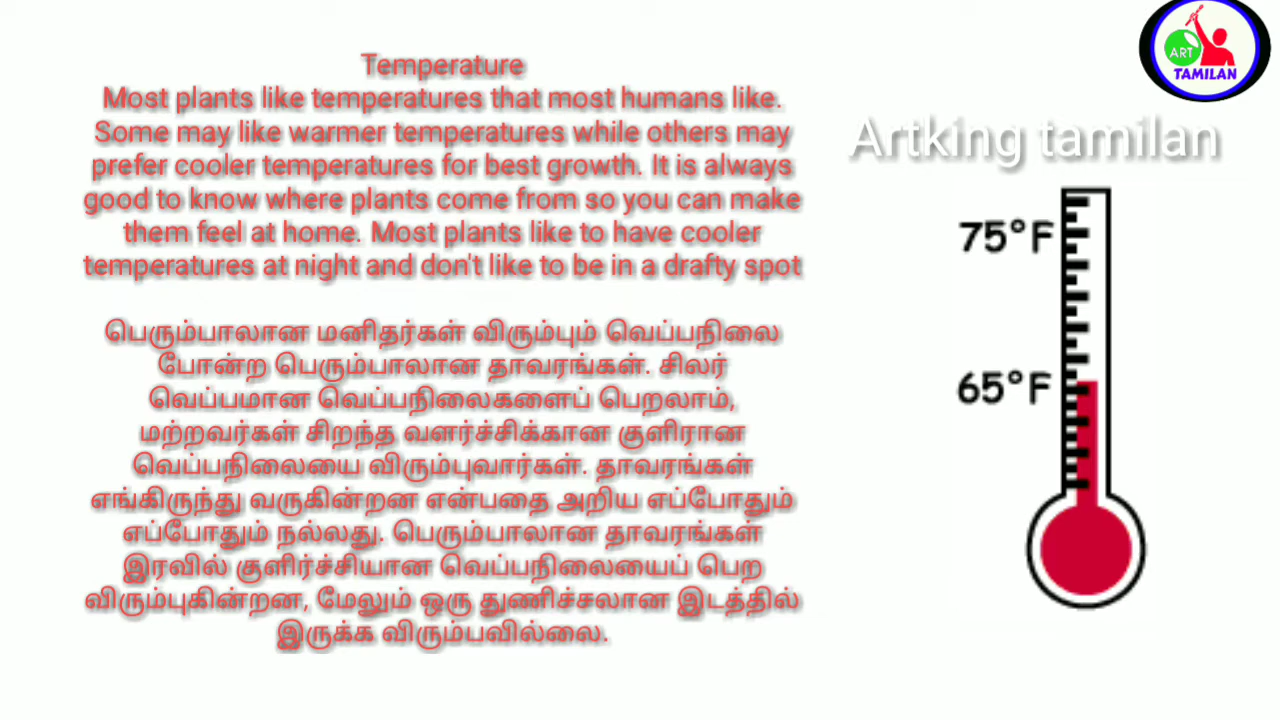 Temperature
Most plants like temperatures that most humans like.
Some may like warmer temperatures while others may
prefer cooler temperatures for best growth. It is always
good to know where plants come from so you can make
them feel at home. Most plants like to have cooler
temperatures at night and don't like to be in a drafty spot
பெரும்பாலான மனிதர்கள் விரும்பும் வெப்பநிலை
போன்ற பெரும்பாலான தாவரங்கள். சிலர்
வெப்பமான வெப்பநிலைகளைப் பெறலாம்,
மற்றவர்கள் சிறந்த வளர்ச்சிக்கான குளிரான
வெப்பநிலையை விரும்புவார்கள். தாவரங்கள்
எங்கிருந்து வருகின்றன என்பதை அறிய எப்போதும்
எப்போதும் நல்லது. பெரும்பாலான தாவரங்கள்
இரவில் குளிர்ச்சியான வெப்பநிலையைப் பெற
விரும்புகின்றன, மேலும் ஒரு துணிச்சலான இடத்தில்
இருக்க விரும்பவில்லை.
ART
TAMILAN
Artking tamilan
75°F
65°F